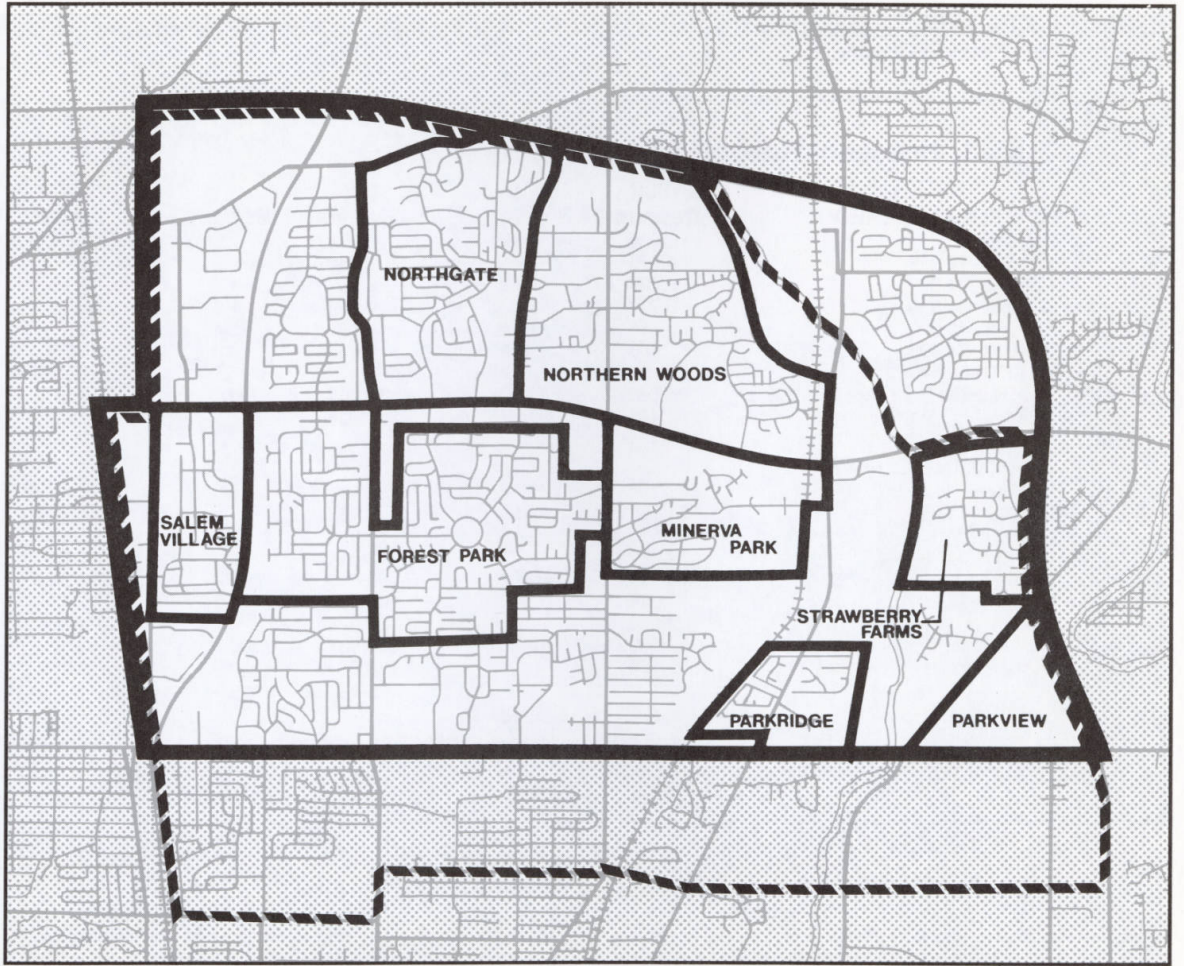 NORTHGATE
NORTHERN WOODS
SALEM
VILLAGE
FOREST PARK
MINERVA
PARK
STRAWBERRY
FARMS
PARKRIDGE
PARKVIEW